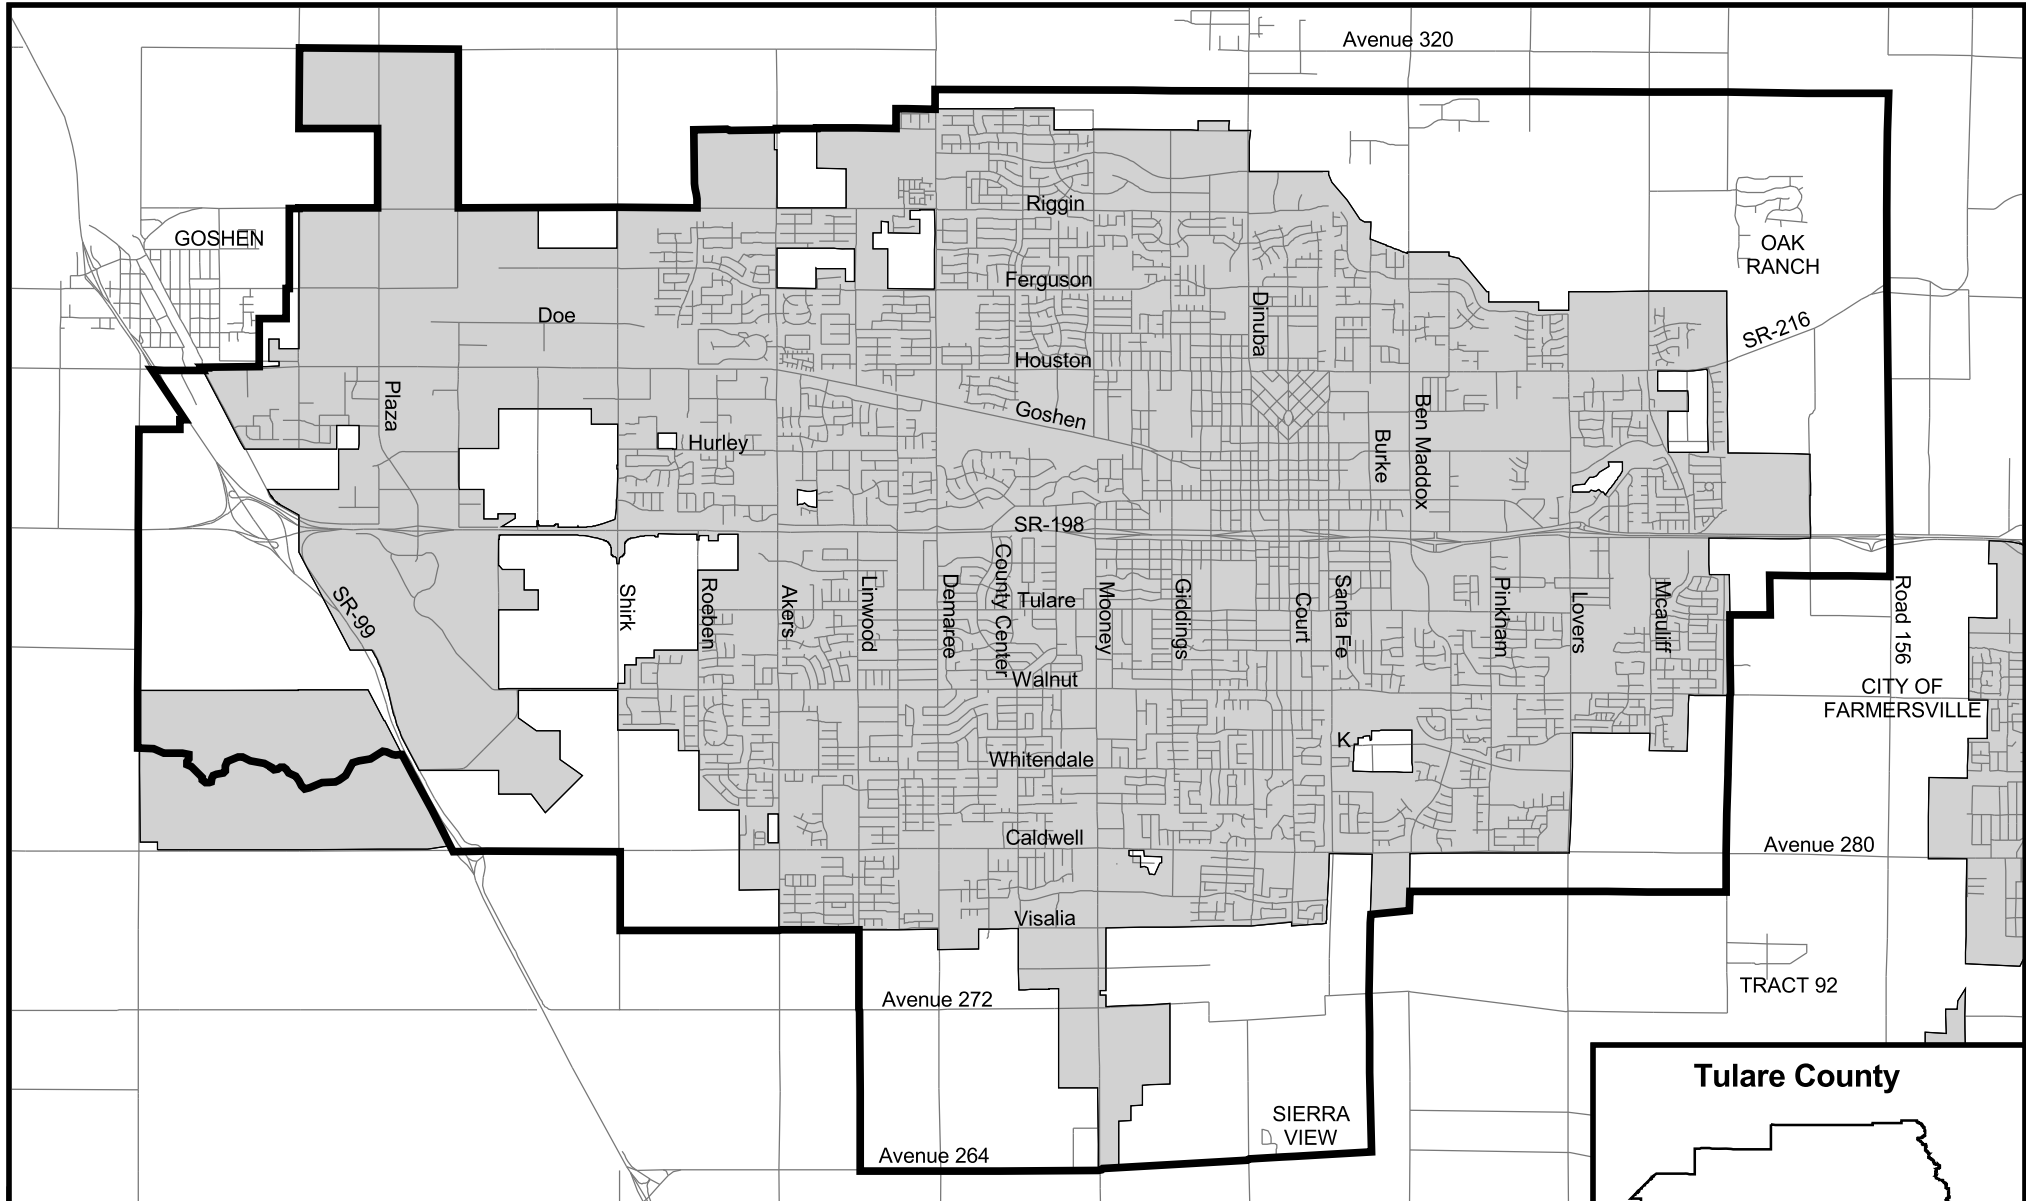 Avenue 320
Riggin
GOSHEN
OAK
RANCH
Ferguson
Doe
Dinuba
SR-216
Houston
Plaza
Goshen
Ben Maddox
Hurley
Burke
SR-198
SR-99
Shirk
Roeben
Akers
Linwood
Demaree
County Center
Tulare
Mooney
Giddings
Court
Santa Fe
Pinkham
Lovers
Mcauliff
Road 156
Walnut
CITY OF
FARMERSVILLE
K
Whitendale
Caldwell
Avenue 280
Visalia
Avenue 272
TRACT 92
Tulare County
SIERRA
VIEW
Avenue 264